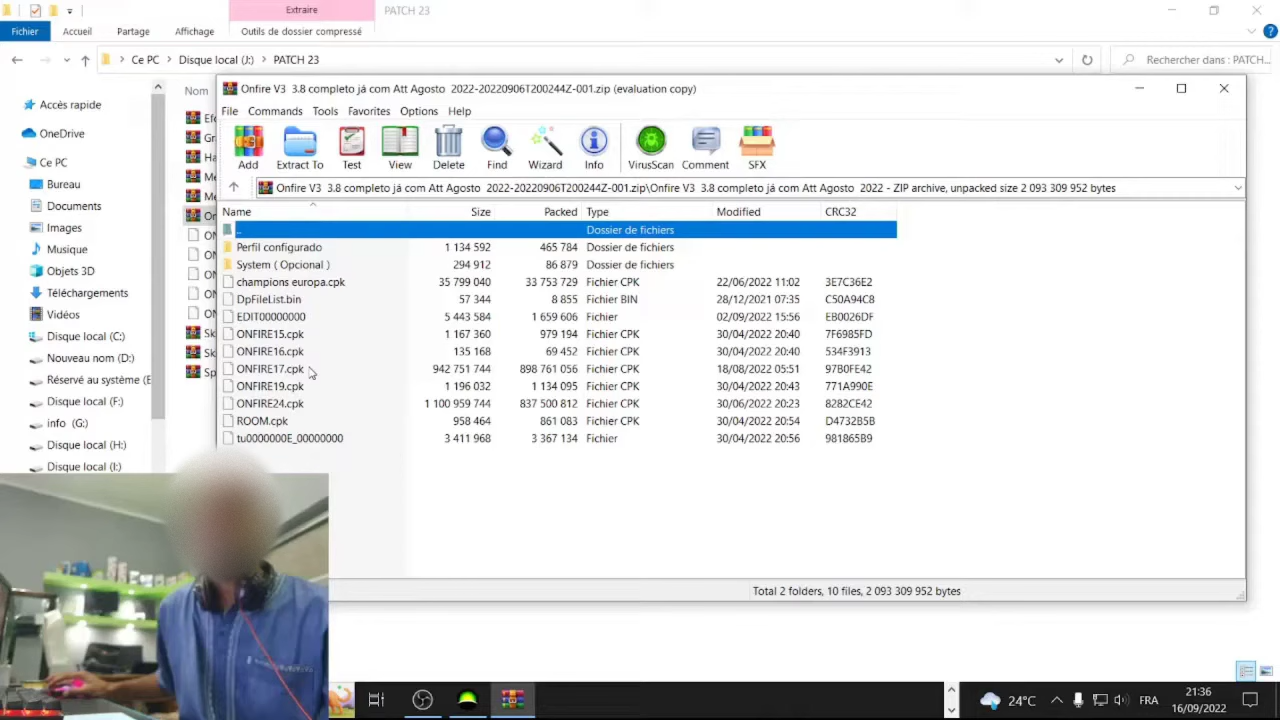 Extraire
PATCH 23
Fichier
Accueil
Partage
Affichage
Outils de dossier compressé
Ce PC > Disque local (J:) > PATCH 23
Rechercher dans : PATCH...
Accès rapide
OneDrive
Ce PC
Bureau
Documents
Images
Musique
Objets 3D
Téléchargements
Vidéos
Disque local (C:)
Nouveau nom (D:)
Réservé au système (E
Disque local (F:)
info (G:)
Disque local (H:)
Disque local (I:)
Nom
Onfire V3 3.8 completo já com Att Agosto 2022-20220906T200244Z-001.zip (evaluation copy)
File Commands Tools Favorites Options Help
Add Extract To Test View Delete Find Wizard Info VirusScan Comment SFX
Onfire V3 3.8 completo já com Att Agosto 2022-20220906T200244Z-001.zip\Onfire V3 3.8 completo já com Att Agosto 2022 - ZIP archive, unpacked size 2 093 309 952 bytes
Name Size Packed Type Modified CRC32
.. Dossier de fichiers
Perfil configurado 1 134 592 465 784 Dossier de fichiers
System ( Opcional ) 294 912 86 879 Dossier de fichiers
champions europa.cpk 35 799 040 33 753 729 Fichier CPK 22/06/2022 11:02 3E7C36E2
DpFileList.bin 57 344 8 855 Fichier BIN 28/12/2021 07:35 C50A94C8
EDIT00000000 5 443 584 1 659 606 Fichier 02/09/2022 15:56 EB0026DF
ONFIRE15.cpk 1 167 360 979 194 Fichier CPK 30/04/2022 20:40 7F6985FD
ONFIRE16.cpk 135 168 69 452 Fichier CPK 30/04/2022 20:40 534F3913
ONFIRE17.cpk 942 751 744 898 761 056 Fichier CPK 18/08/2022 05:51 97B0FE42
ONFIRE19.cpk 1 196 032 1 134 095 Fichier CPK 30/04/2022 20:43 771A990E
ONFIRE24.cpk 1 100 959 744 837 500 812 Fichier CPK 30/06/2022 20:23 8282CE42
ROOM.cpk 958 464 861 083 Fichier CPK 30/04/2022 20:54 D4732B5B
tu0000000E_00000000 3 411 968 3 367 134 Fichier 30/04/2022 20:56 981865B9
Total 2 folders, 10 files, 2 093 309 952 bytes
24°C
FRA
21:36
16/09/2022